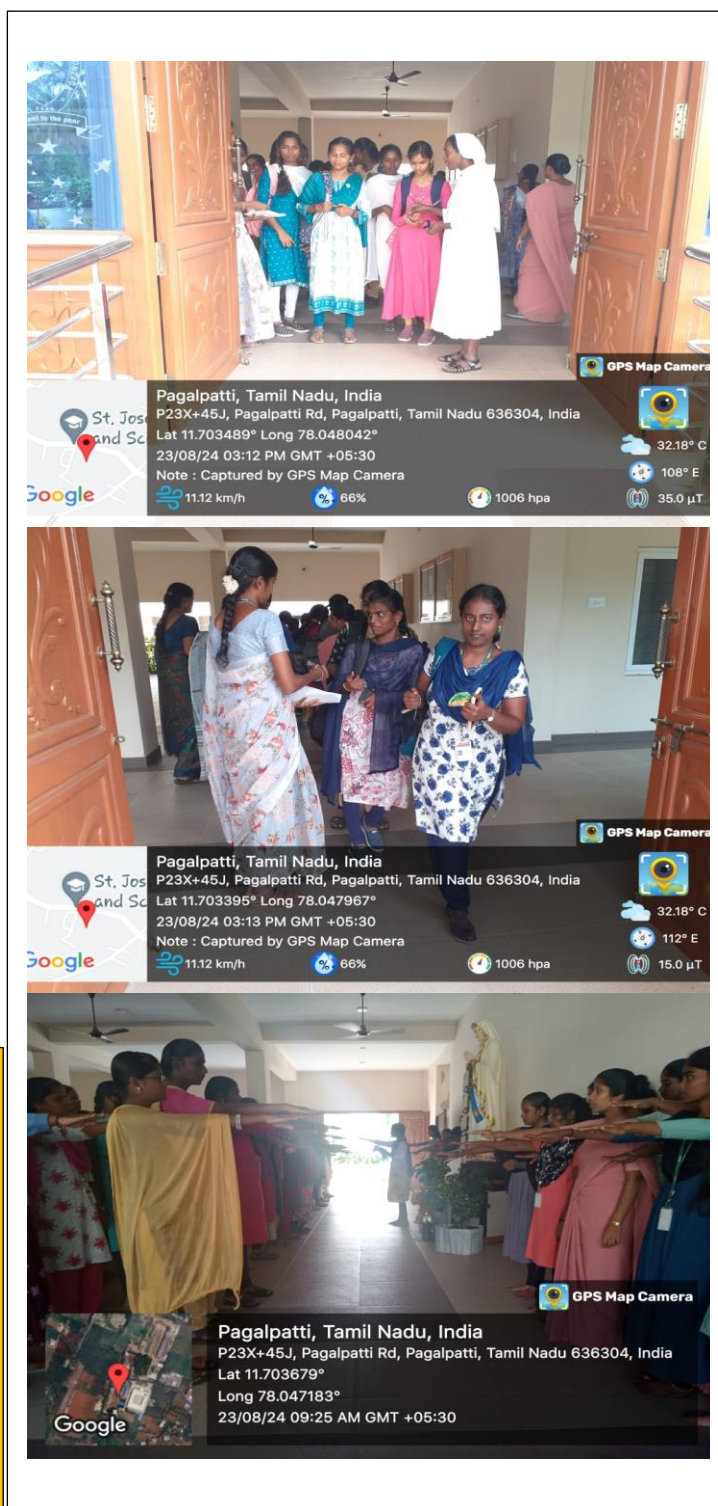 pel to the poor
GPS Map Camera
St. Jose
and Sc
Google
Pagalpatti, Tamil Nadu, India
P23X+45J, Pagalpatti Rd, Pagalpatti, Tamil Nadu 636304, India
Lat 11.703489° Long 78.048042°
23/08/24 03:12 PM GMT +05:30
Note : Captured by GPS Map Camera
11.12 km/h
66%
1006 hpa
32.18° C
108° E
35.0 µT
GPS Map Camera
St. Jos
and Sc
Google
Pagalpatti, Tamil Nadu, India
P23X+45J, Pagalpatti Rd, Pagalpatti, Tamil Nadu 636304, India
Lat 11.703395° Long 78.047967°
23/08/24 03:13 PM GMT +05:30
Note : Captured by GPS Map Camera
11.12 km/h
66%
1006 hpa
32.18° C
112° E
15.0 µT
GPS Map Camera
Google
Pagalpatti, Tamil Nadu, India
P23X+45J, Pagalpatti Rd, Pagalpatti, Tamil Nadu 636304, India
Lat 11.703679°
Long 78.047183°
23/08/24 09:25 AM GMT +05:30